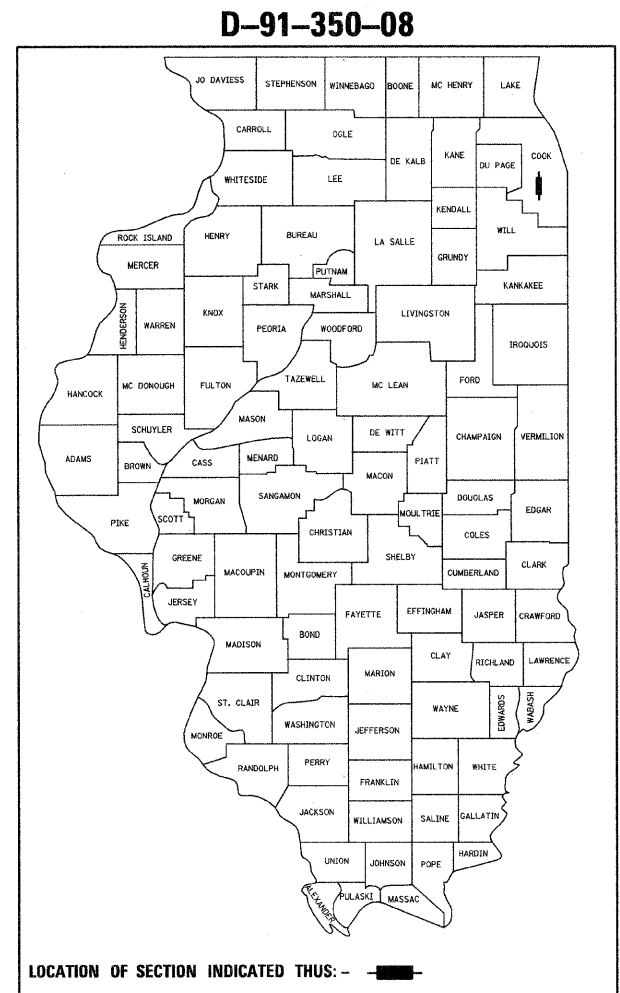 D-91-350-08
JO DAVIESS
STEPHENSON
WINNEBAGO
BOONE
MC HENRY
LAKE
CARROLL
OGLE
DE KALB
KANE
DU PAGE
COOK
WHITESIDE
LEE
KENDALL
WILL
ROCK ISLAND
HENRY
BUREAU
LA SALLE
GRUNDY
MERCER
PUTNAM
STARK
MARSHALL
KANKAKEE
HENDERSON
WARREN
KNOX
PEORIA
WOODFORD
LIVINGSTON
IROQUOIS
HANCOCK
MC DONOUGH
FULTON
TAZEWELL
MC LEAN
FORD
MASON
SCHUYLER
LOGAN
DE WITT
CHAMPAIGN
VERMILION
ADAMS
BROWN
CASS
MENARD
PIATT
MACON
MORGAN
SANGAMON
DOUGLAS
EDGAR
PIKE
SCOTT
CHRISTIAN
MOULTRIE
COLES
SHELBY
GREENE
CALHOUN
MACOUPIN
MONTGOMERY
CUMBERLAND
CLARK
JERSEY
FAYETTE
EFFINGHAM
JASPER
CRAWFORD
MADISON
BOND
CLAY
RICHLAND
LAWRENCE
CLINTON
MARION
ST. CLAIR
WAYNE
EDWARDS
WABASH
WASHINGTON
JEFFERSON
MONROE
RANDOLPH
PERRY
HAMILTON
WHITE
FRANKLIN
JACKSON
WILLIAMSON
SALINE
GALLATIN
UNION
JOHNSON
POPE
HARDIN
ALEXANDER
PULASKI
MASSAC
LOCATION OF SECTION INDICATED THUS: -